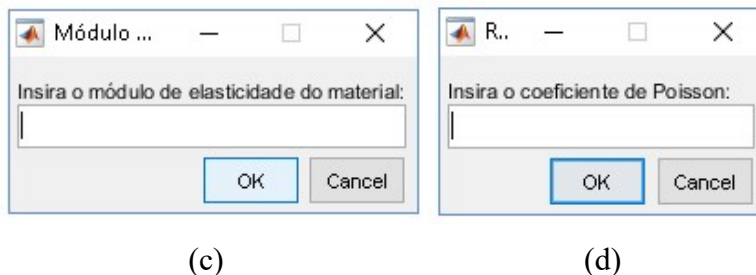 Módulo ...
Insira o módulo de elasticidade do material:
OK Cancel
(c)
R..
Insira o coeficiente de Poisson:
OK Cancel
(d)